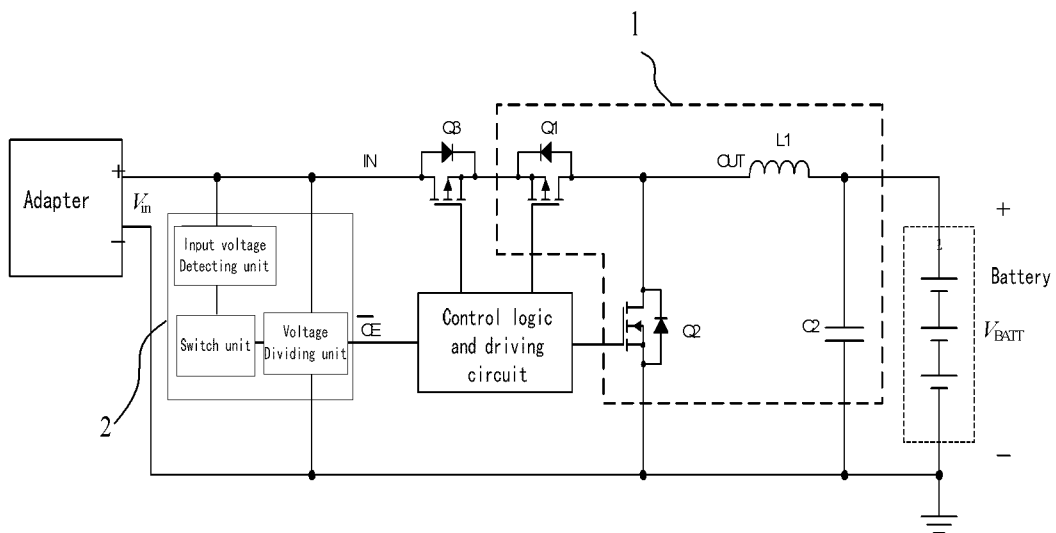 1
Q3
Q1
L1
IN
OUT
Adapter
+
−
Vin
Input voltage
Detecting unit
Switch unit
Voltage
Dividing unit
CE
Control logic
and driving
circuit
Q2
C2
+
Battery
VBATT
−
2